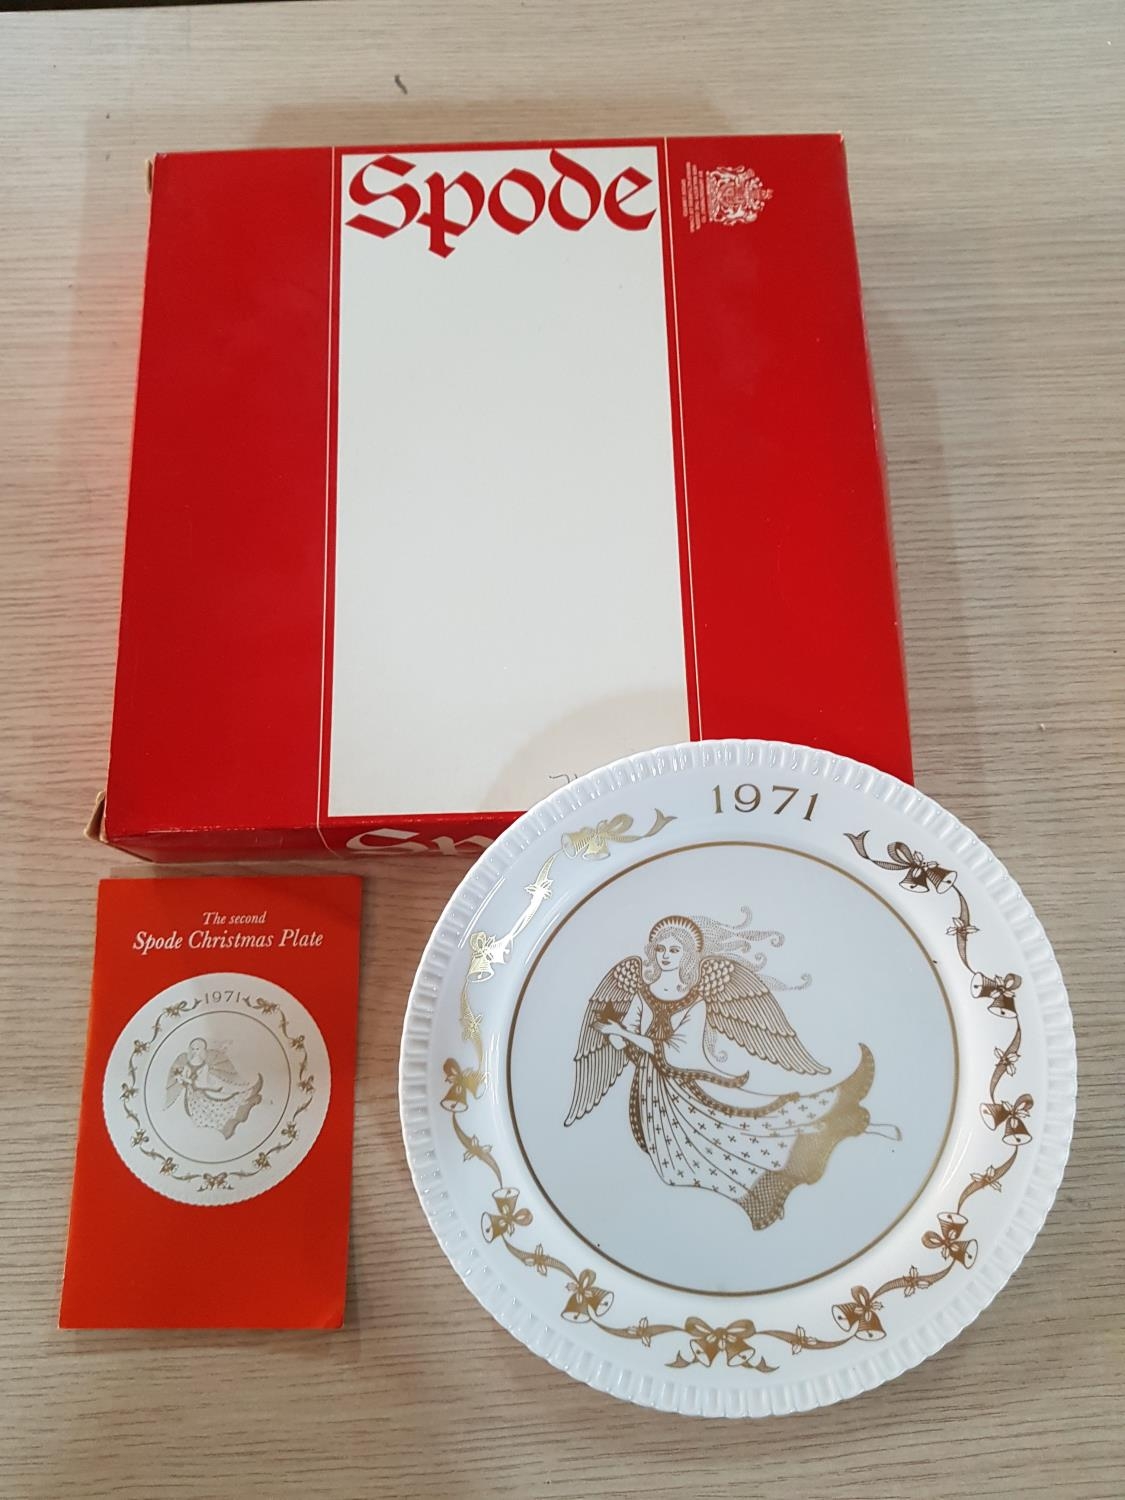 Spode
1971
The second
Spode Christmas Plate
1971